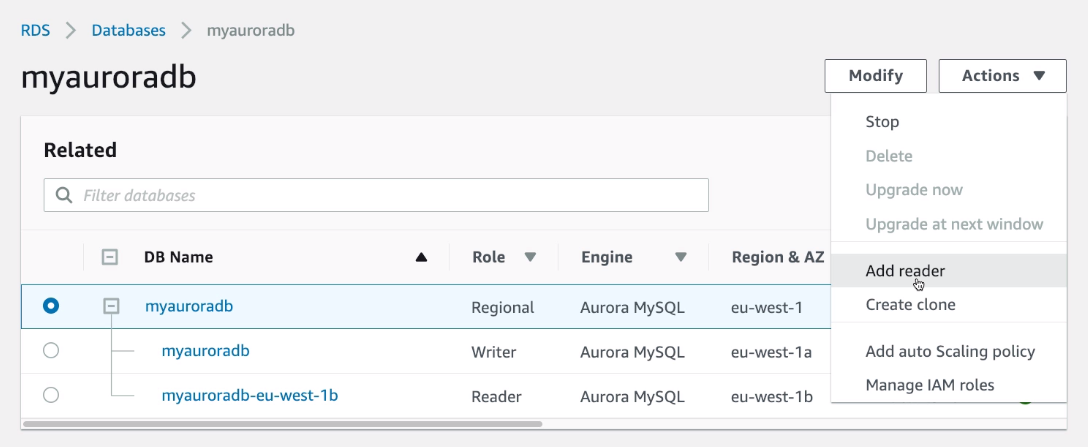 RDS > Databases > myauroradb
myauroradb
Modify
Actions
Stop
Delete
Upgrade now
Upgrade at next window
Add reader
Create clone
Add auto Scaling policy
Manage IAM roles
Related
Filter databases
DB Name Role Engine Region & AZ
myauroradb Regional Aurora MySQL eu-west-1
myauroradb Writer Aurora MySQL eu-west-1a
myauroradb-eu-west-1b Reader Aurora MySQL eu-west-1b